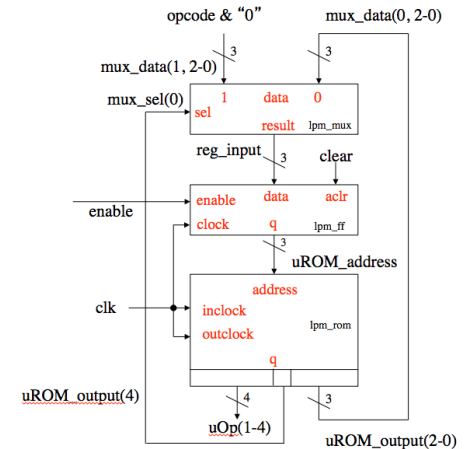 opcode & “0”
mux_data(0, 2-0)
3
3
mux_data(1, 2-0)
mux_sel(0)
1 data 0
sel
result lpm_mux
reg_input
3
clear
enable
enable data aclr
clock q lpm_ff
3
uROM_address
address
clk
inclock
lpm_rom
outclock
q
uROM_output(4)
4
3
uOp(1-4)
uROM_output(2-0)